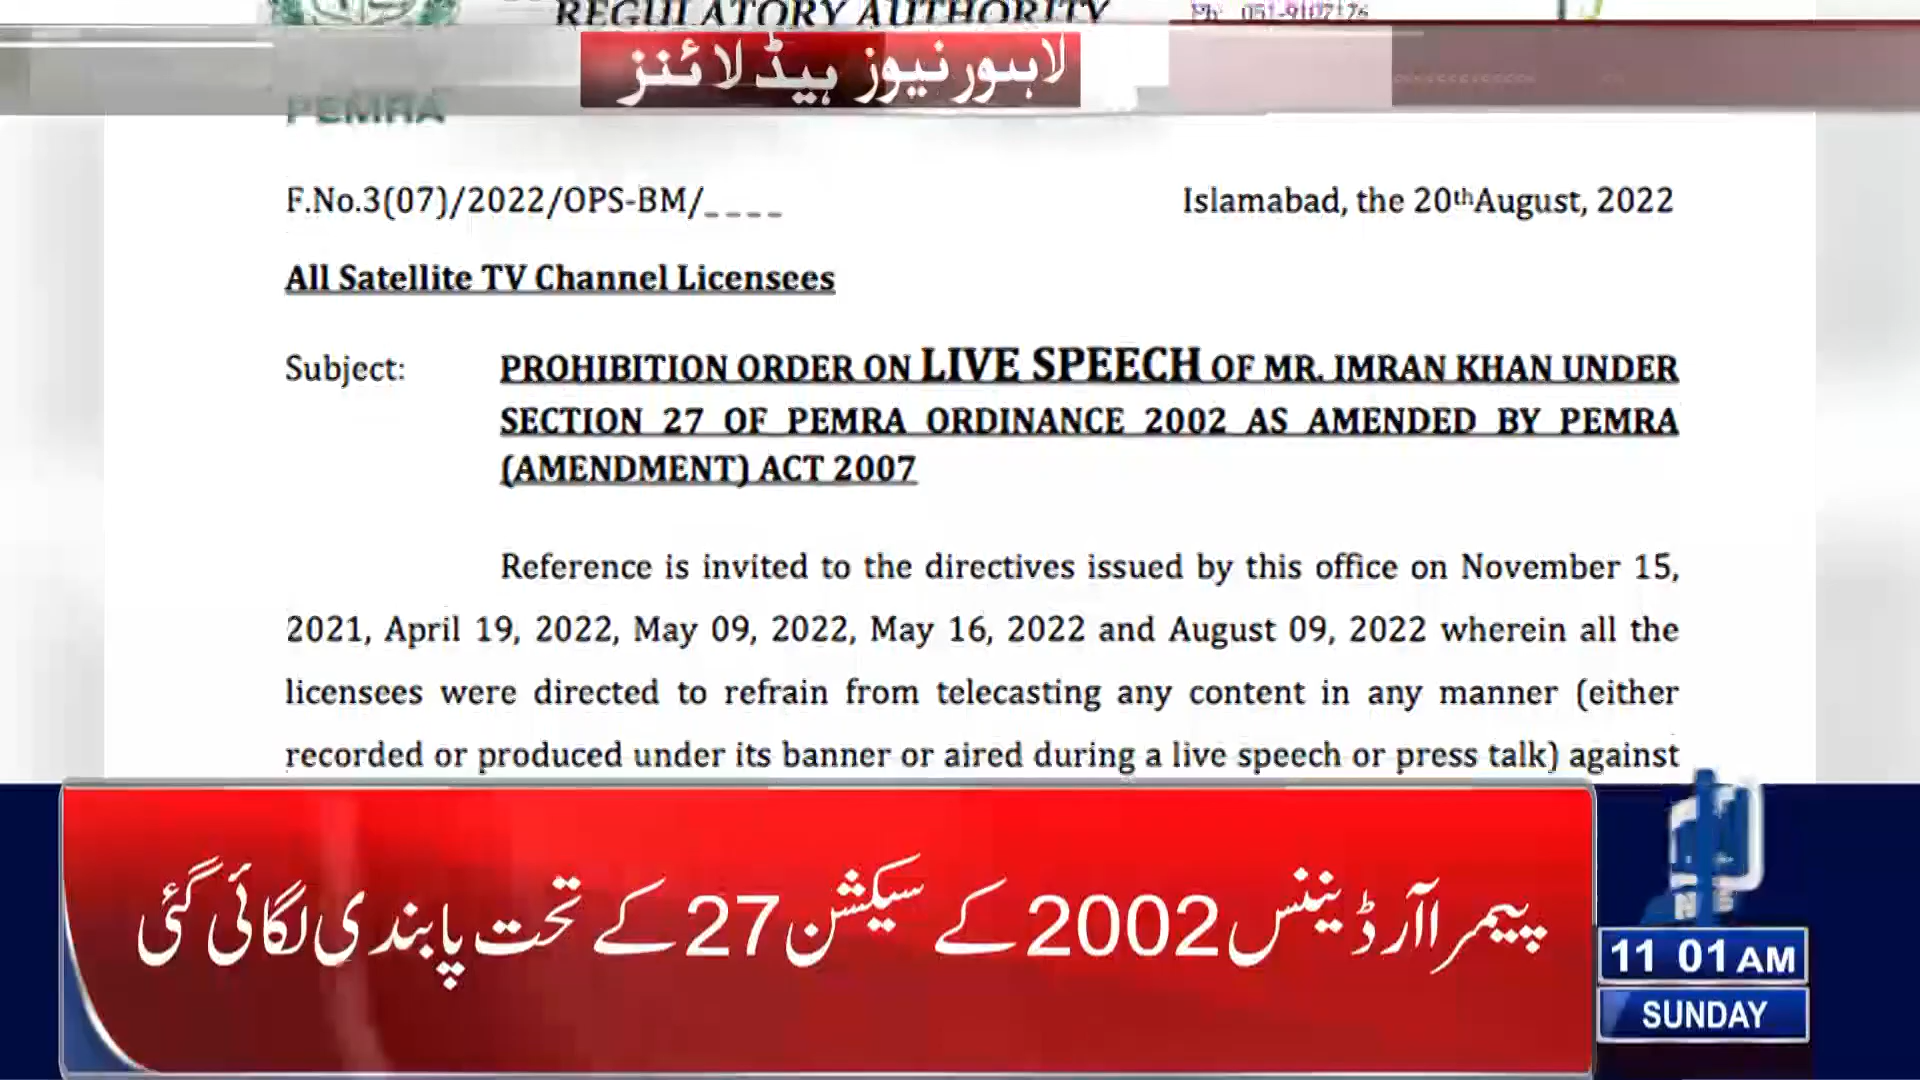 REGULATORY AUTHORITY
Ph: 051-9107126
لاہور نیوز ہیڈ لائنز
PEMRA
F.No.3(07)/2022/OPS-BM/____
Islamabad, the 20thAugust, 2022
All Satellite TV Channel Licensees
Subject:
PROHIBITION ORDER ON LIVE SPEECH OF MR. IMRAN KHAN UNDER
SECTION 27 OF PEMRA ORDINANCE 2002 AS AMENDED BY PEMRA
(AMENDMENT) ACT 2007
Reference is invited to the directives issued by this office on November 15,
2021, April 19, 2022, May 09, 2022, May 16, 2022 and August 09, 2022 wherein all the
licensees were directed to refrain from telecasting any content in any manner (either
recorded or produced under its banner or aired during a live speech or press talk) against
پیمرا آرڈیننس 2002 کے سیکشن 27 کے تحت پابندی لگائی گئی
11 01 AM
SUNDAY